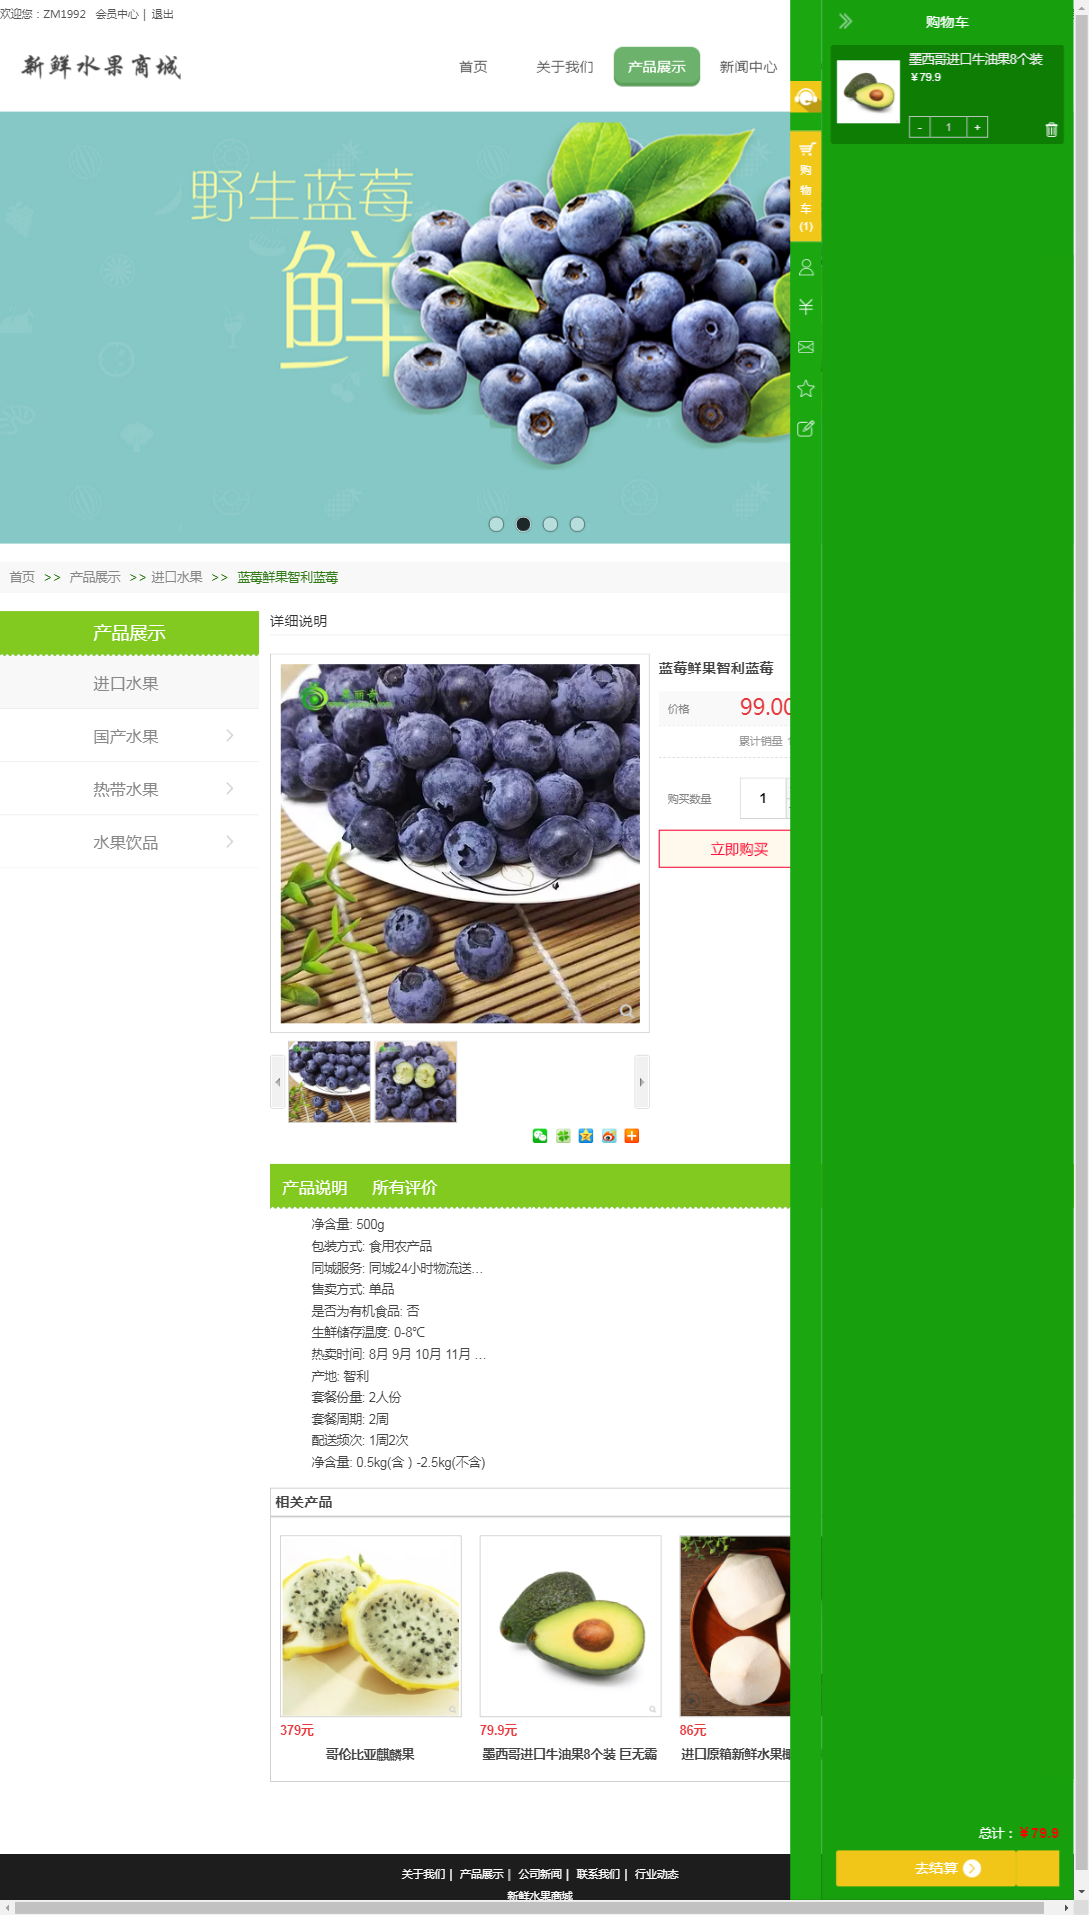 欢迎您：ZM1992 会员中心 | 退出
新鲜水果商城
首页 关于我们 产品展示 新闻中心
野生蓝莓
鲜
首页 >> 产品展示 >> 进口水果 >> 蓝莓鲜果智利蓝莓
产品展示
进口水果
国产水果
热带水果
水果饮品
详细说明
蓝莓鲜果智利蓝莓
价格 99.00
累计销量
购买数量 1
立即购买
产品说明 所有评价
净含量: 500g
包装方式: 食用农产品
同城服务: 同城24小时物流送…
售卖方式: 单品
是否为有机食品: 否
生鲜储存温度: 0-8℃
热卖时间: 8月 9月 10月 11月 …
产地: 智利
套餐份量: 2人份
套餐周期: 2周
配送频次: 1周2次
净含量: 0.5kg(含 ) -2.5kg(不含)
相关产品
379元
哥伦比亚麒麟果
79.9元
墨西哥进口牛油果8个装 巨无霸
86元
进口原箱新鲜水果椰
关于我们 | 产品展示 | 公司新闻 | 联系我们 | 行业动态
新鲜水果商城
购
物
车
(1)
购物车
墨西哥进口牛油果8个装
¥79.9
- 1 +
总计：¥79.9
去结算